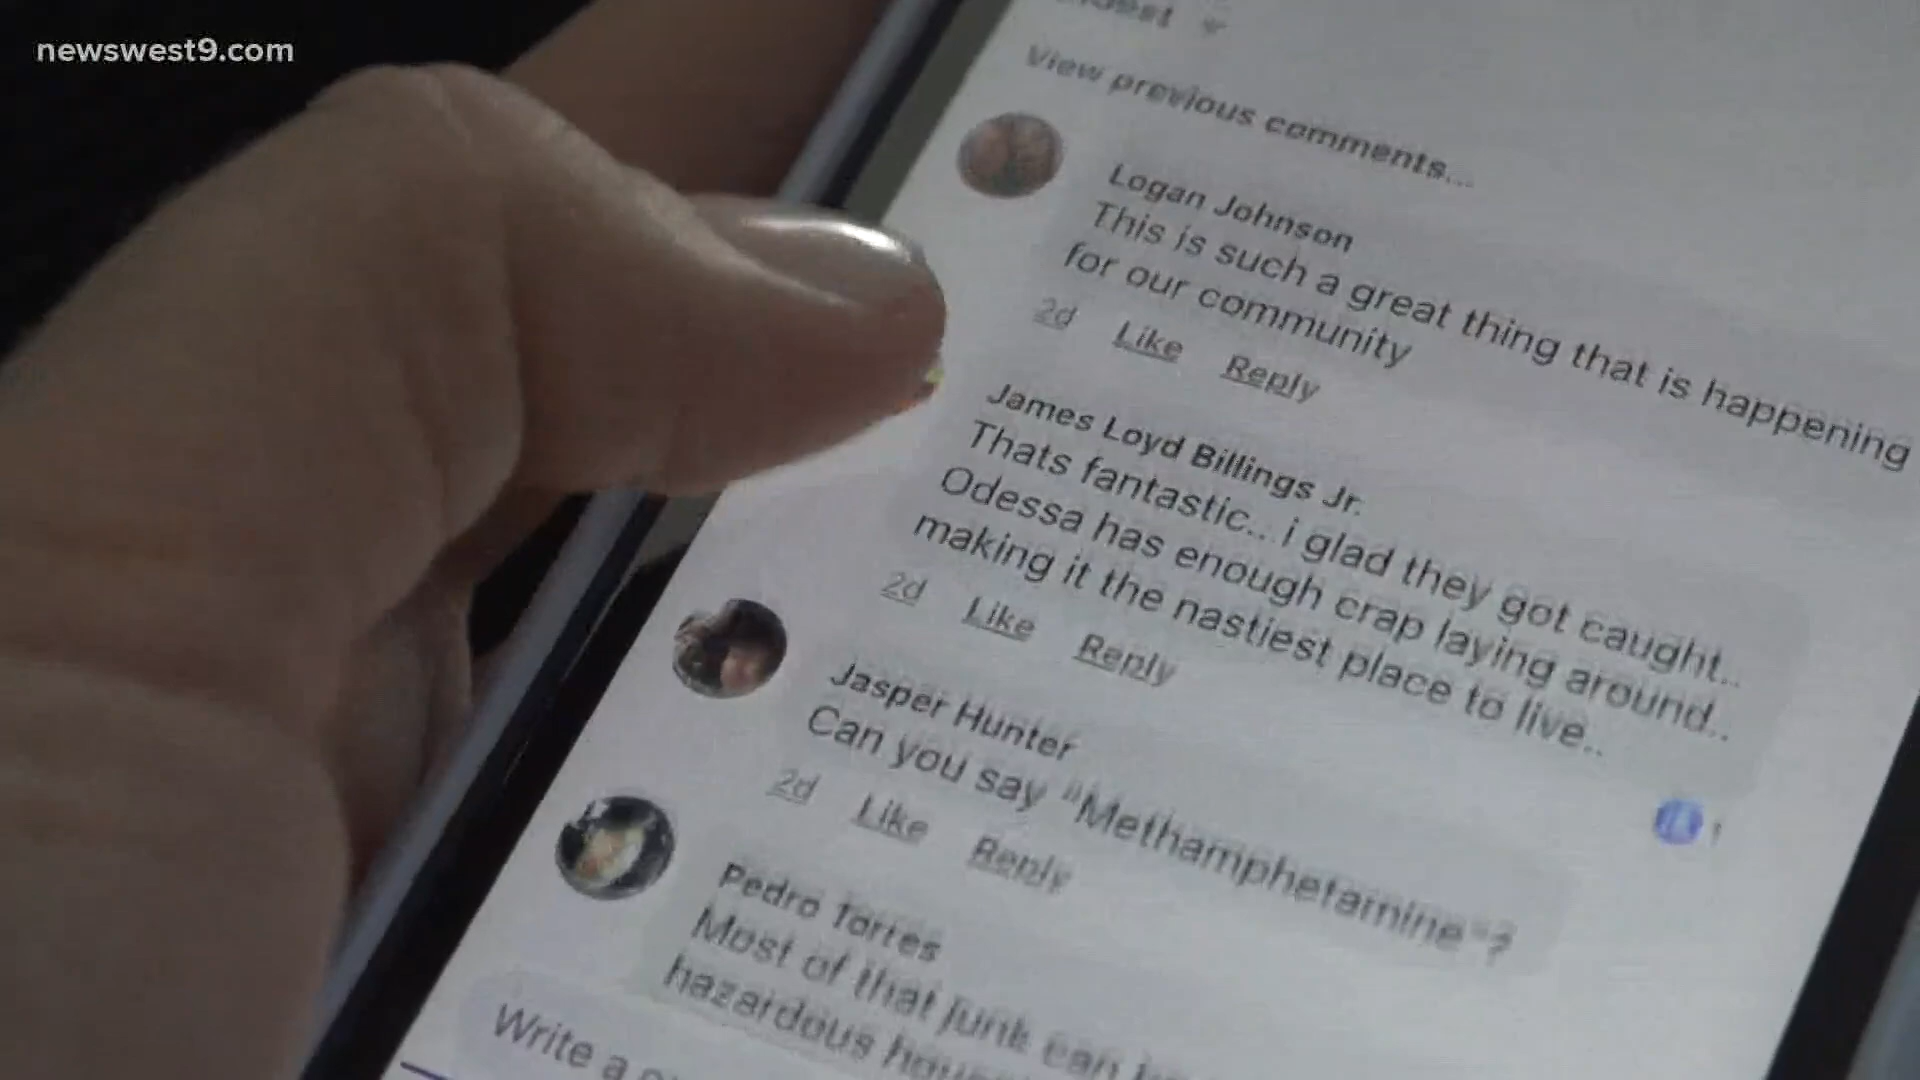 newswest9.com
View previous comments...
Logan Johnson
This is such a great thing that is happening
for our community
2d Like Reply
James Loyd Billings Jr.
Thats fantastic... i glad they got caught..
Odessa has enough crap laying around..
making it the nastiest place to live..
1
2d Like Reply
Jasper Hunter
Can you say "Methamphetamine"?
2d Like Reply
Pedro Torres
Most of that junk can
hazardous
Write a